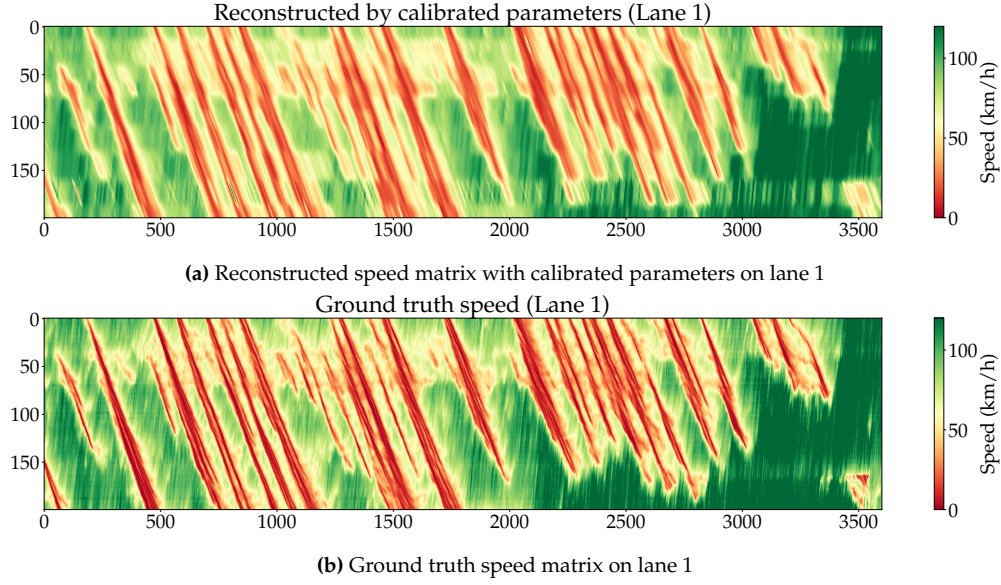 Reconstructed by calibrated parameters (Lane 1)
0
50
100
150
0 500 1000 1500 2000 2500 3000 3500
100
50
0
Speed (km/h)
(a) Reconstructed speed matrix with calibrated parameters on lane 1
Ground truth speed (Lane 1)
0
50
100
150
0 500 1000 1500 2000 2500 3000 3500
100
50
0
Speed (km/h)
(b) Ground truth speed matrix on lane 1